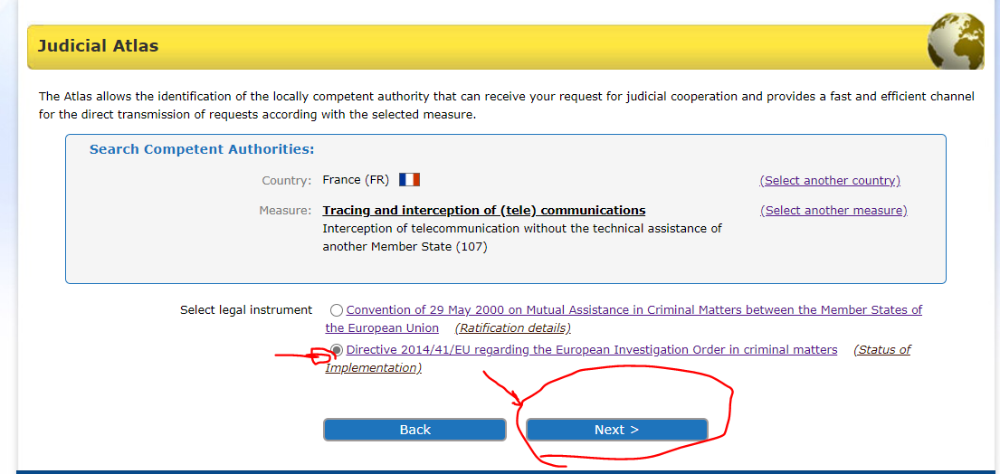 Judicial Atlas
The Atlas allows the identification of the locally competent authority that can receive your request for judicial cooperation and provides a fast and efficient channel
for the direct transmission of requests according with the selected measure.
Search Competent Authorities:
Country: France (FR) (Select another country)
Measure: Tracing and interception of (tele) communications (Select another measure)
Interception of telecommunication without the technical assistance of
another Member State (107)
Select legal instrument Convention of 29 May 2000 on Mutual Assistance in Criminal Matters between the Member States of
the European Union (Ratification details)
Directive 2014/41/EU regarding the European Investigation Order in criminal matters (Status of
Implementation)
Back Next >